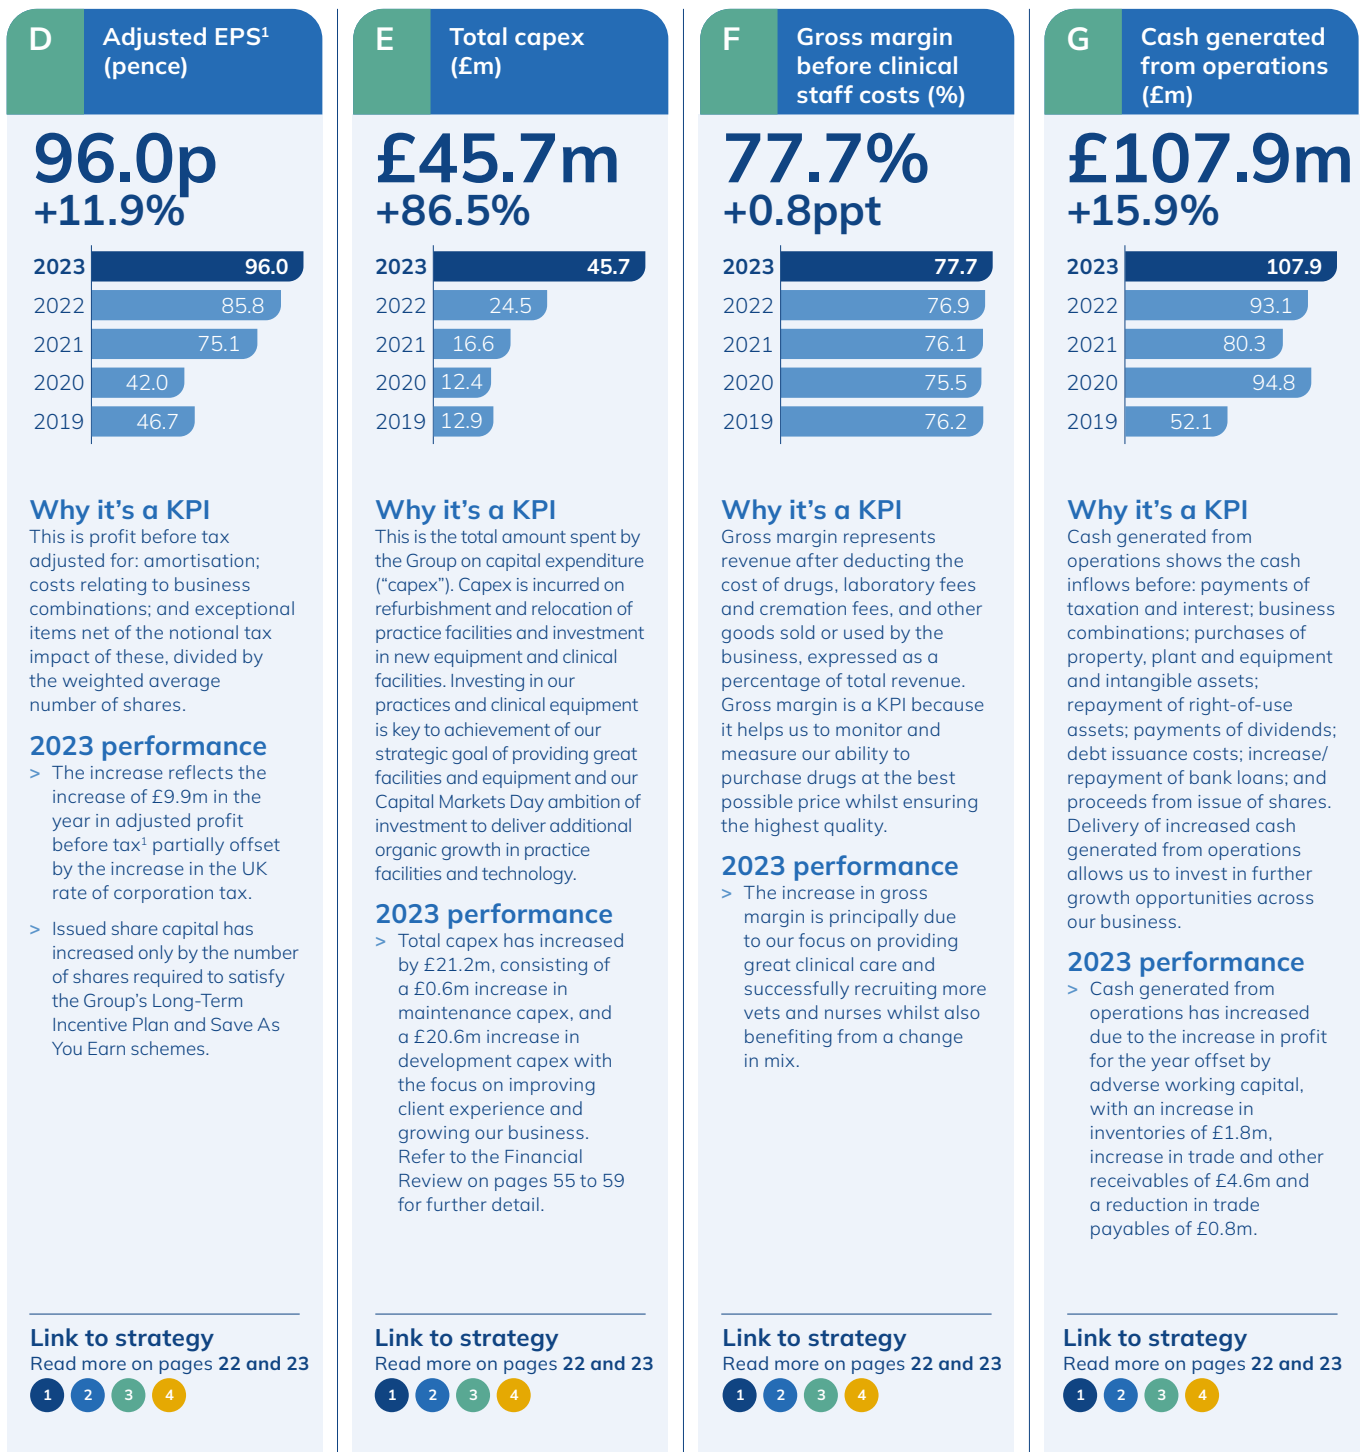 D
Adjusted EPS¹
(pence)
96.0p
+11.9%
2023 96.0
2022 85.8
2021 75.1
2020 42.0
2019 46.7
Why it’s a KPI
This is profit before tax
adjusted for: amortisation;
costs relating to business
combinations; and exceptional
items net of the notional tax
impact of these, divided by
the weighted average
number of shares.
2023 performance
> The increase reflects the
increase of £9.9m in the
year in adjusted profit
before tax¹ partially offset
by the increase in the UK
rate of corporation tax.
> Issued share capital has
increased only by the number
of shares required to satisfy
the Group’s Long-Term
Incentive Plan and Save As
You Earn schemes.
Link to strategy
Read more on pages 22 and 23
1 2 3 4
E
Total capex
(£m)
£45.7m
+86.5%
2023 45.7
2022 24.5
2021 16.6
2020 12.4
2019 12.9
Why it’s a KPI
This is the total amount spent by
the Group on capital expenditure
(“capex”). Capex is incurred on
refurbishment and relocation of
practice facilities and investment
in new equipment and clinical
facilities. Investing in our
practices and clinical equipment
is key to achievement of our
strategic goal of providing great
facilities and equipment and our
Capital Markets Day ambition of
investment to deliver additional
organic growth in practice
facilities and technology.
2023 performance
> Total capex has increased
by £21.2m, consisting of
a £0.6m increase in
maintenance capex, and
a £20.6m increase in
development capex with
the focus on improving
client experience and
growing our business.
Refer to the Financial
Review on pages 55 to 59
for further detail.
Link to strategy
Read more on pages 22 and 23
1 2 3 4
F
Gross margin
before clinical
staff costs (%)
77.7%
+0.8ppt
2023 77.7
2022 76.9
2021 76.1
2020 75.5
2019 76.2
Why it’s a KPI
Gross margin represents
revenue after deducting the
cost of drugs, laboratory fees
and cremation fees, and other
goods sold or used by the
business, expressed as a
percentage of total revenue.
Gross margin is a KPI because
it helps us to monitor and
measure our ability to
purchase drugs at the best
possible price whilst ensuring
the highest quality.
2023 performance
> The increase in gross
margin is principally due
to our focus on providing
great clinical care and
successfully recruiting more
vets and nurses whilst also
benefiting from a change
in mix.
Link to strategy
Read more on pages 22 and 23
1 2 3 4
G
Cash generated
from operations
(£m)
£107.9m
+15.9%
2023 107.9
2022 93.1
2021 80.3
2020 94.8
2019 52.1
Why it’s a KPI
Cash generated from
operations shows the cash
inflows before: payments of
taxation and interest; business
combinations; purchases of
property, plant and equipment
and intangible assets;
repayment of right-of-use
assets; payments of dividends;
debt issuance costs; increase/
repayment of bank loans; and
proceeds from issue of shares.
Delivery of increased cash
generated from operations
allows us to invest in further
growth opportunities across
our business.
2023 performance
> Cash generated from
operations has increased
due to the increase in profit
for the year offset by
adverse working capital,
with an increase in
inventories of £1.8m,
increase in trade and other
receivables of £4.6m and
a reduction in trade
payables of £0.8m.
Link to strategy
Read more on pages 22 and 23
1 2 3 4